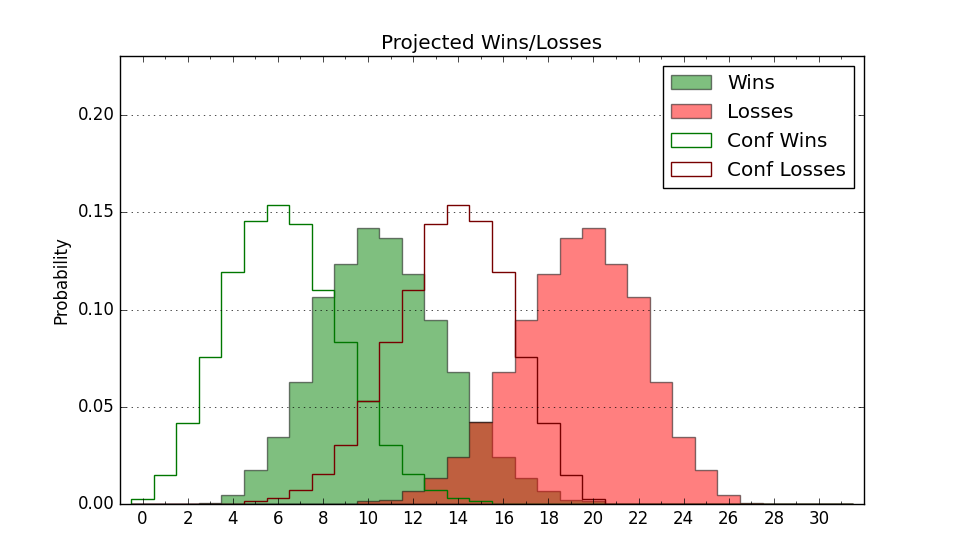 Projected Wins/Losses
Wins
Losses
Conf Wins
Conf Losses
Probability
0.20
0.15
0.10
0.05
0.00
0 2 4 6 8 10 12 14 16 18 20 22 24 26 28 30